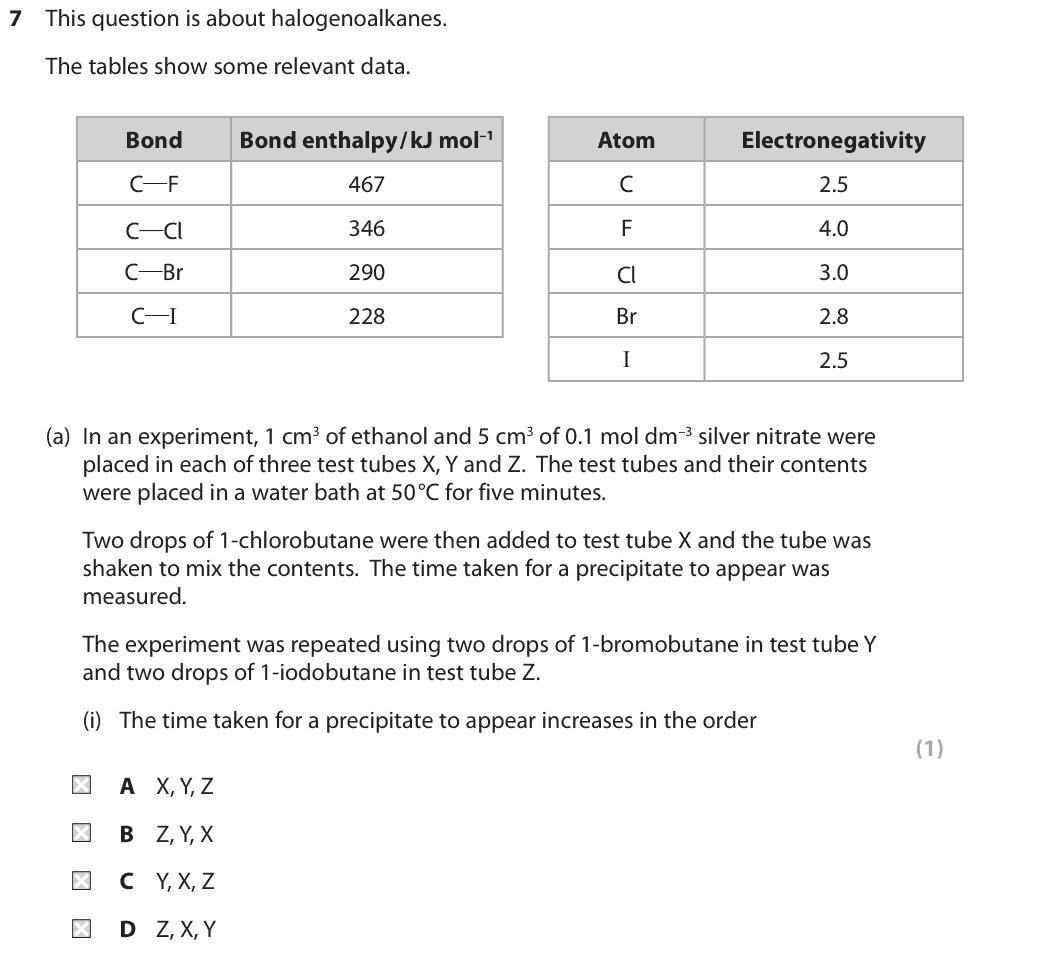 7 This question is about halogenoalkanes.
The tables show some relevant data.
Bond Bond enthalpy/kJ mol⁻¹
C—F 467
C—Cl 346
C—Br 290
C—I 228
Atom Electronegativity
C 2.5
F 4.0
Cl 3.0
Br 2.8
I 2.5
(a) In an experiment, 1 cm³ of ethanol and 5 cm³ of 0.1 mol dm⁻³ silver nitrate were
placed in each of three test tubes X, Y and Z. The test tubes and their contents
were placed in a water bath at 50 °C for five minutes.
Two drops of 1-chlorobutane were then added to test tube X and the tube was
shaken to mix the contents. The time taken for a precipitate to appear was
measured.
The experiment was repeated using two drops of 1-bromobutane in test tube Y
and two drops of 1-iodobutane in test tube Z.
(i) The time taken for a precipitate to appear increases in the order
(1)
A X, Y, Z
B Z, Y, X
C Y, X, Z
D Z, X, Y